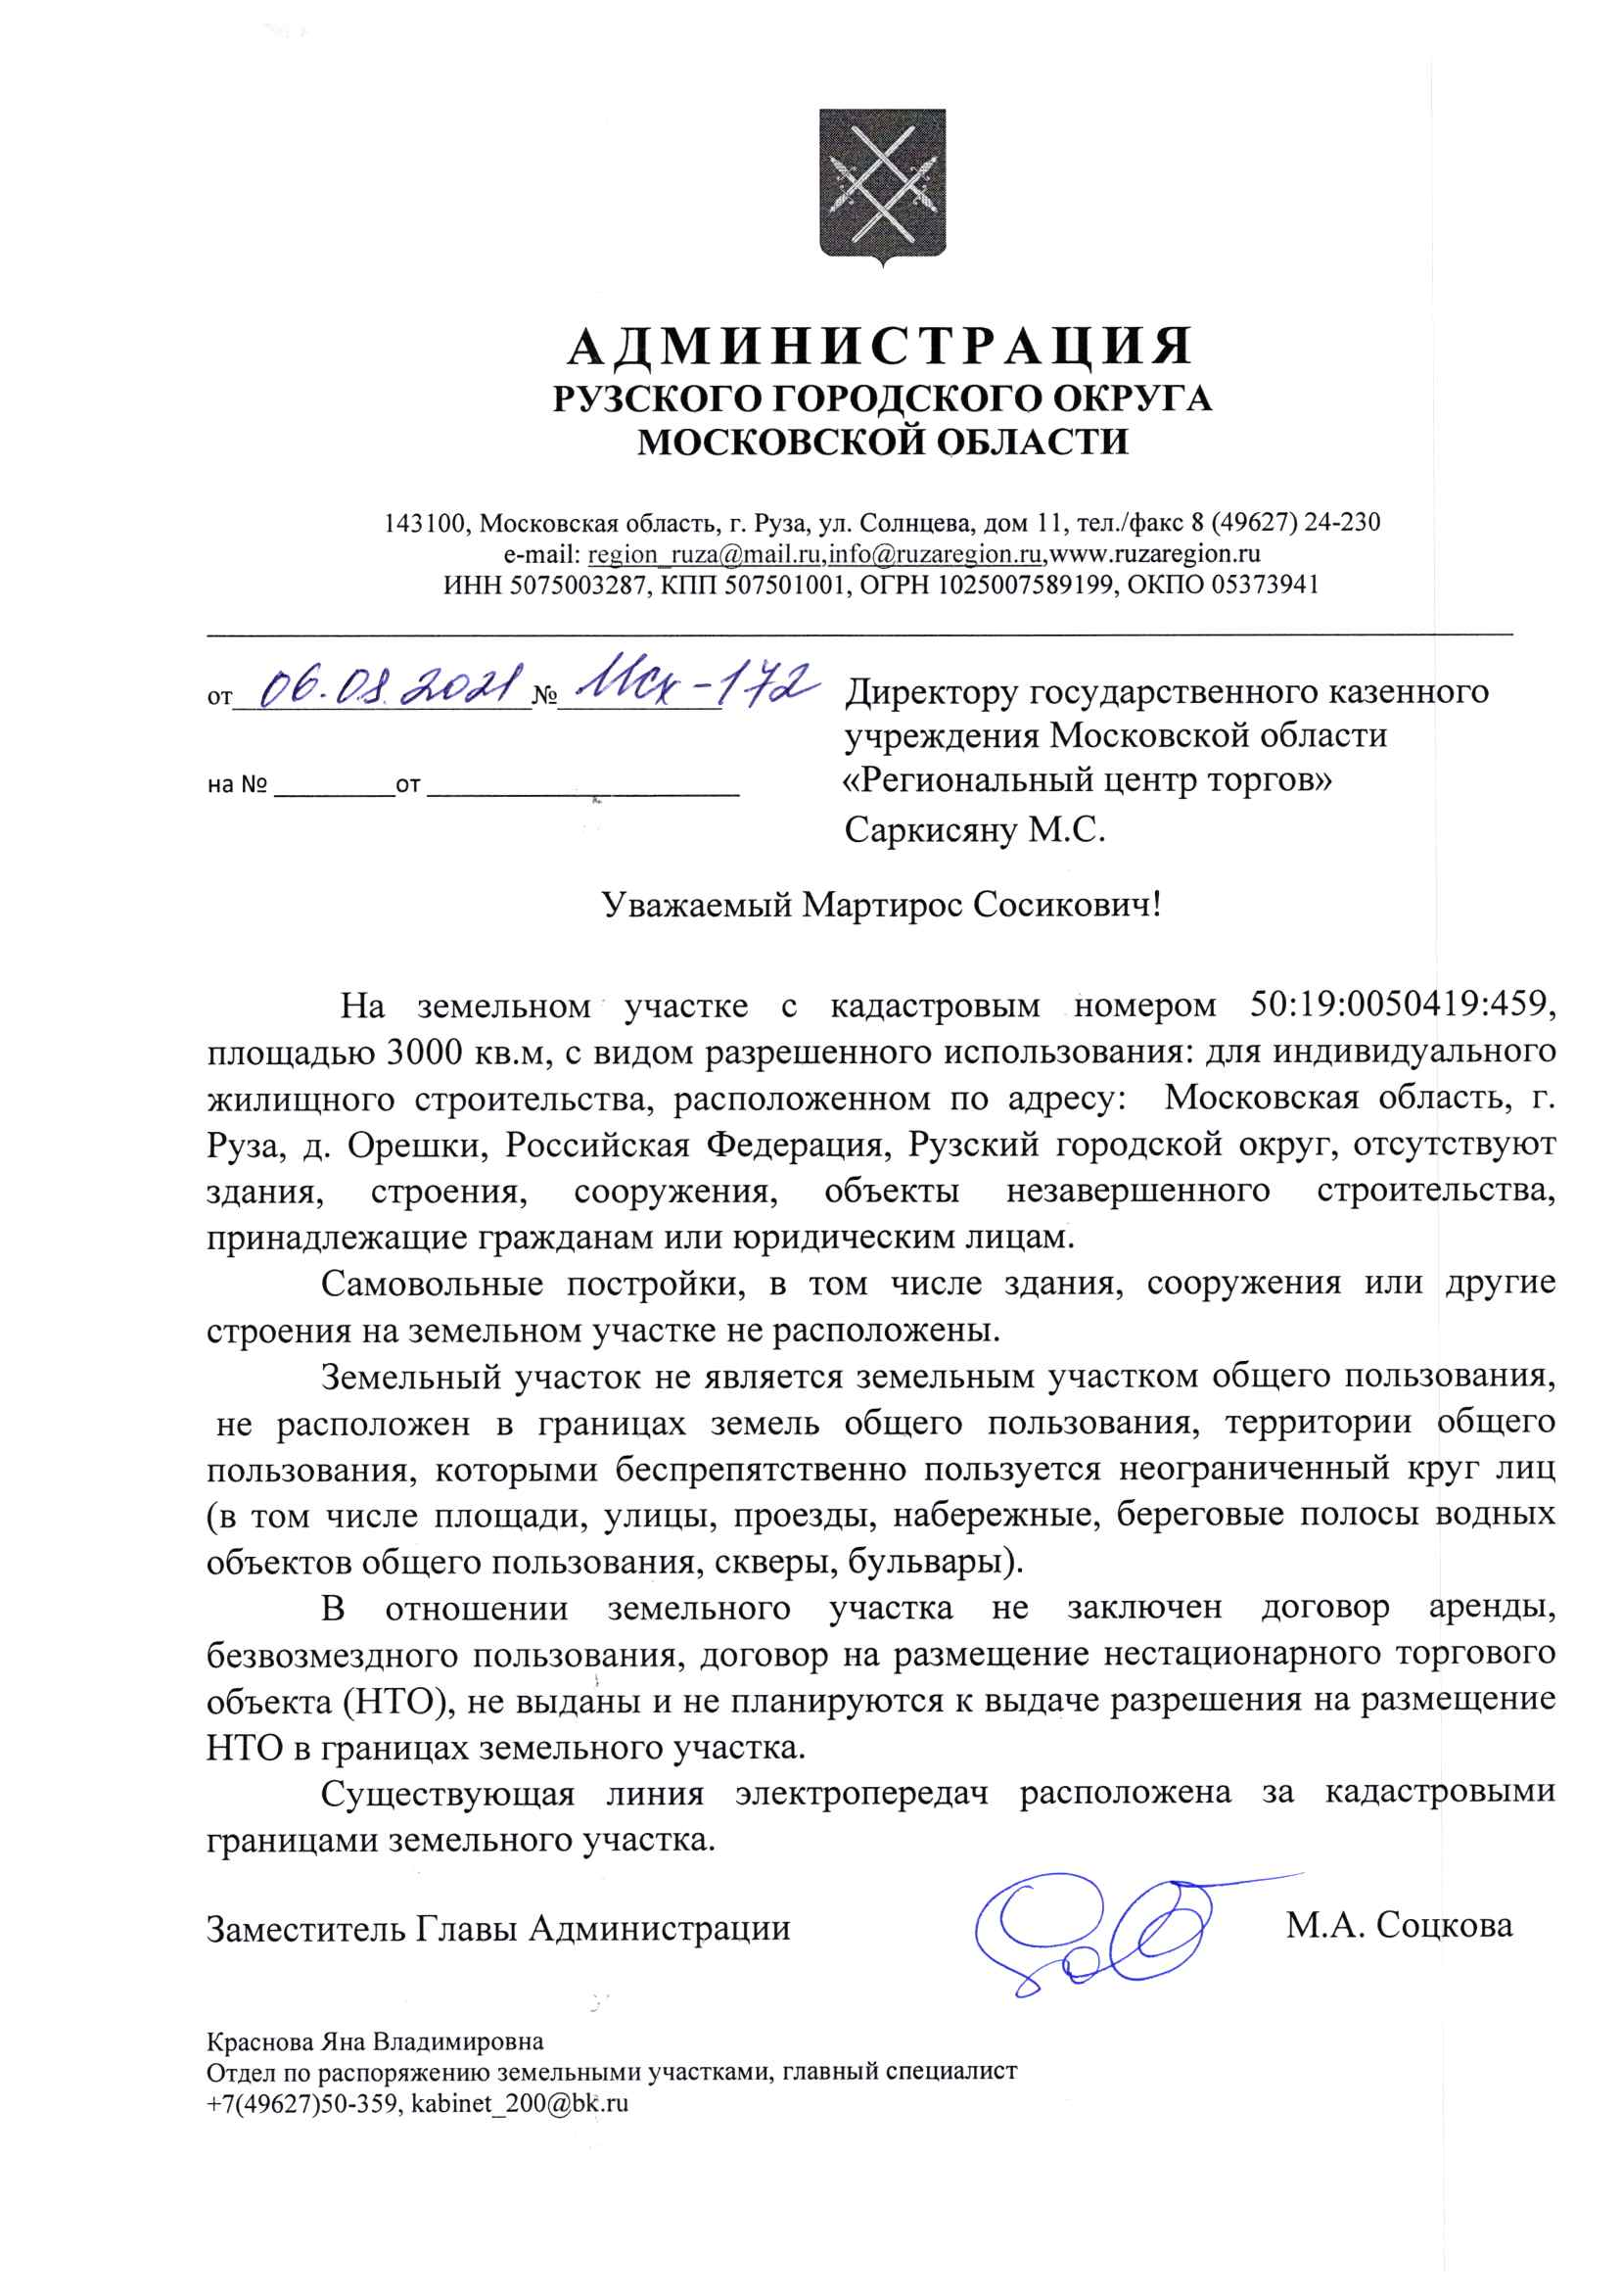 АДМИНИСТРАЦИЯ
РУЗСКОГО ГОРОДСКОГО ОКРУГА
МОСКОВСКОЙ ОБЛАСТИ
143100, Московская область, г. Руза, ул. Солнцева, дом 11, тел./факс 8 (49627) 24-230
e-mail: region_ruza@mail.ru,info@ruzaregion.ru,www.ruzaregion.ru
ИНН 5075003287, КПП 507501001, ОГРН 1025007589199, ОКПО 05373941
от 06.08.2021 № Исх-172
на № _________от _______________________
Директору государственного казенного
учреждения Московской области
«Региональный центр торгов»
Саркисяну М.С.
Уважаемый Мартирос Сосикович!
На земельном участке с кадастровым номером 50:19:0050419:459,
площадью 3000 кв.м, с видом разрешенного использования: для индивидуального
жилищного строительства, расположенном по адресу: Московская область, г.
Руза, д. Орешки, Российская Федерация, Рузский городской округ, отсутствуют
здания, строения, сооружения, объекты незавершенного строительства,
принадлежащие гражданам или юридическим лицам.
Самовольные постройки, в том числе здания, сооружения или другие
строения на земельном участке не расположены.
Земельный участок не является земельным участком общего пользования,
не расположен в границах земель общего пользования, территории общего
пользования, которыми беспрепятственно пользуется неограниченный круг лиц
(в том числе площади, улицы, проезды, набережные, береговые полосы водных
объектов общего пользования, скверы, бульвары).
В отношении земельного участка не заключен договор аренды,
безвозмездного пользования, договор на размещение нестационарного торгового
объекта (НТО), не выданы и не планируются к выдаче разрешения на размещение
НТО в границах земельного участка.
Существующая линия электропередач расположена за кадастровыми
границами земельного участка.
Заместитель Главы Администрации М.А. Соцкова
Краснова Яна Владимировна
Отдел по распоряжению земельными участками, главный специалист
+7(49627)50-359, kabinet_200@bk.ru